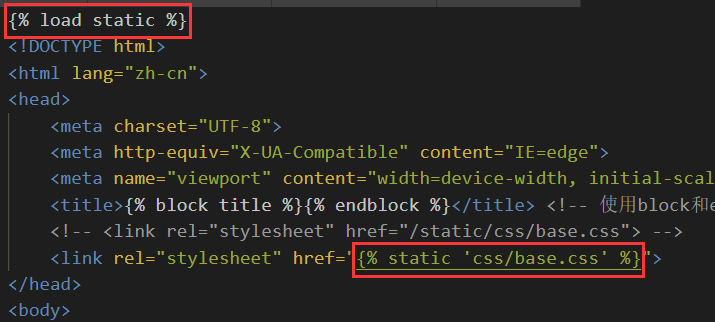 {% load static %}
<!DOCTYPE html>
<html lang="zh-cn">
<head>
    <meta charset="UTF-8">
    <meta http-equiv="X-UA-Compatible" content="IE=edge">
    <meta name="viewport" content="width=device-width, initial-scal
    <title>{% block title %}{% endblock %}</title> <!-- 使用block和e
    <!-- <link rel="stylesheet" href="/static/css/base.css"> -->
    <link rel="stylesheet" href="{% static 'css/base.css' %}">
</head>
<body>